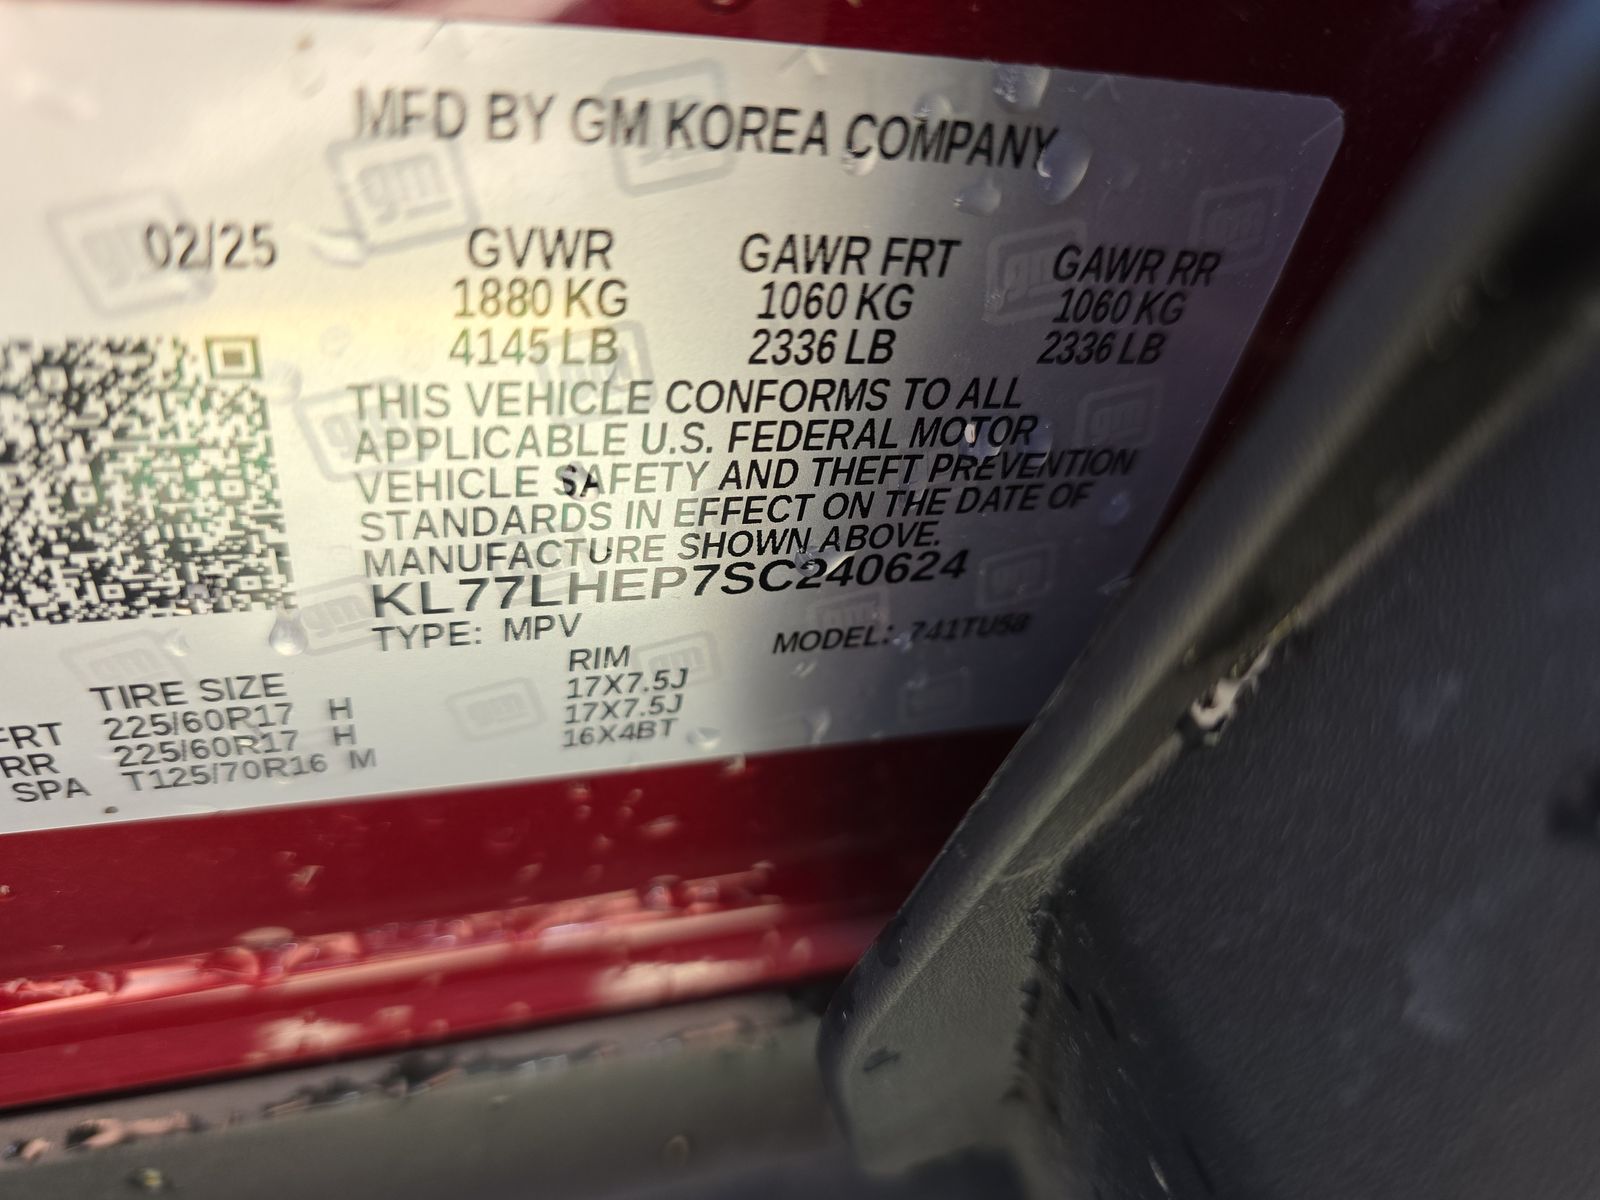 MFD BY GM KOREA COMPANY
02/25 GVWR GAWR FRT GAWR RR
1880 KG 1060 KG 1060 KG
4145 LB 2336 LB 2336 LB
THIS VEHICLE CONFORMS TO ALL
APPLICABLE U.S. FEDERAL MOTOR
VEHICLE SAFETY AND THEFT PREVENTION
STANDARDS IN EFFECT ON THE DATE OF
MANUFACTURE SHOWN ABOVE.
KL77LHEP7SC240624
TYPE: MPV MODEL: 741TU58
TIRE SIZE RIM
FRT 225/60R17 H 17X7.5J
RR 225/60R17 H 17X7.5J
SPA T125/70R16 M 16X4BT
gm